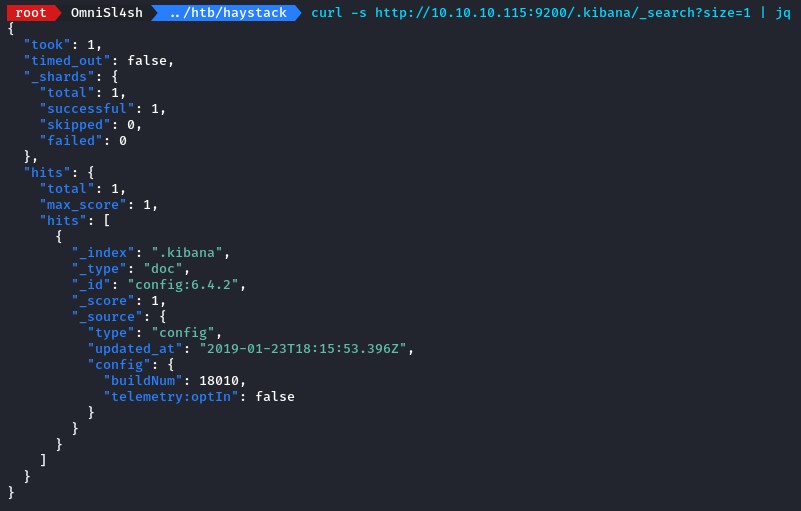 root OmniSl4sh ../htb/haystack curl -s http://10.10.10.115:9200/.kibana/_search?size=1 | jq
{
  "took": 1,
  "timed_out": false,
  "_shards": {
    "total": 1,
    "successful": 1,
    "skipped": 0,
    "failed": 0
  },
  "hits": {
    "total": 1,
    "max_score": 1,
    "hits": [
      {
        "_index": ".kibana",
        "_type": "doc",
        "_id": "config:6.4.2",
        "_score": 1,
        "_source": {
          "type": "config",
          "updated_at": "2019-01-23T18:15:53.396Z",
          "config": {
            "buildNum": 18010,
            "telemetry:optIn": false
          }
        }
      }
    ]
  }
}